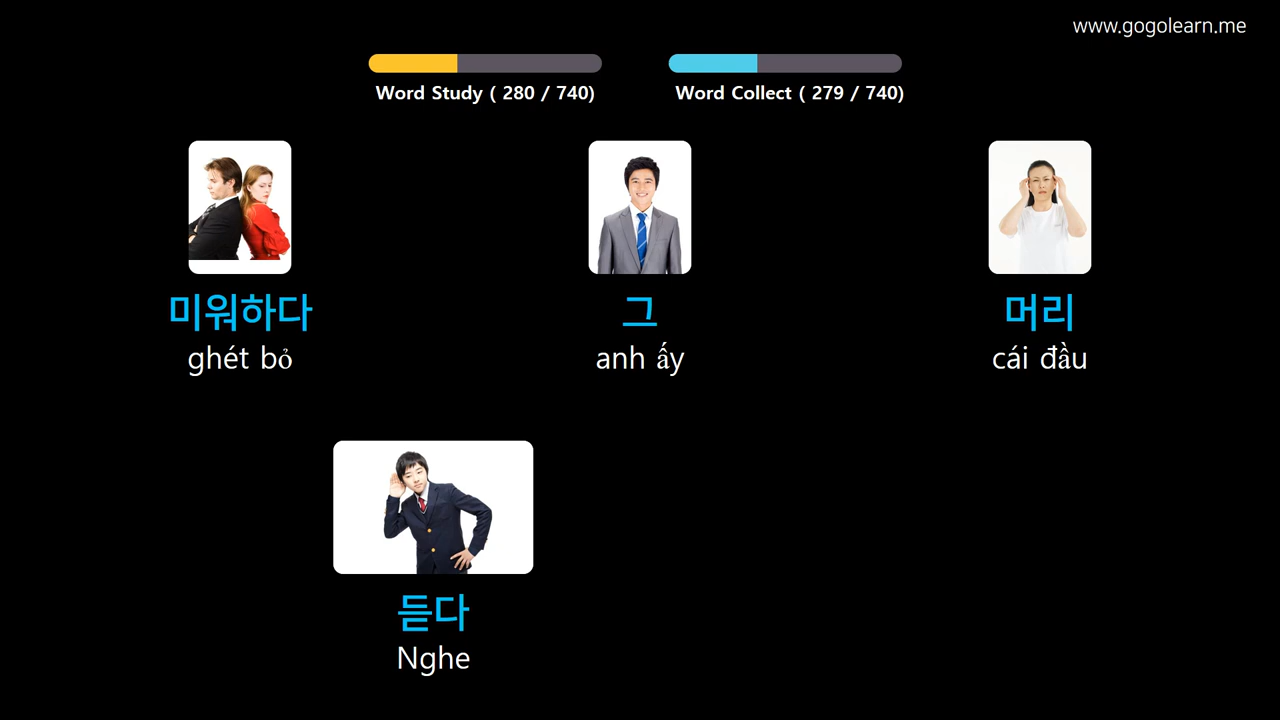 www.gogolearn.me
Word Study ( 280 / 740)
Word Collect ( 279 / 740)
미워하다
ghét bỏ
그
anh ấy
머리
cái đầu
듣다
Nghe